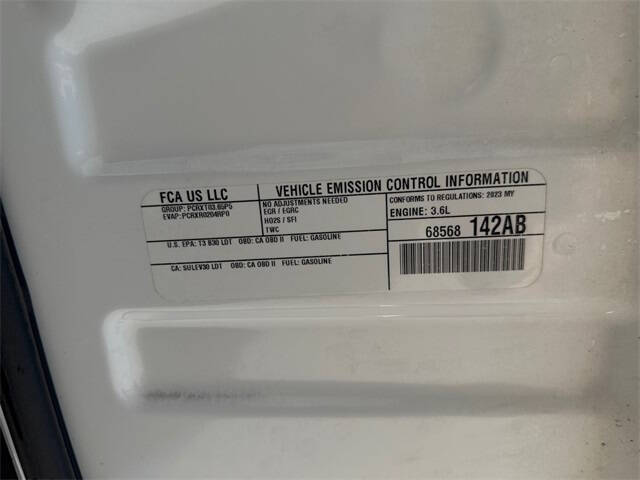 FCA US LLC
GROUP: PCRXT03.65P5
EVAP: PCRXR0204RP0
VEHICLE EMISSION CONTROL INFORMATION
NO ADJUSTMENTS NEEDED
EGR / EGRC
HO2S / SFI
TWC
CONFORMS TO REGULATIONS: 2023 MY
ENGINE: 3.6L
U.S. EPA: T3 B30 LDT OBD: CA OBD II FUEL: GASOLINE
CA: SULEV30 LDT OBD: CA OBD II FUEL: GASOLINE
68568 142AB